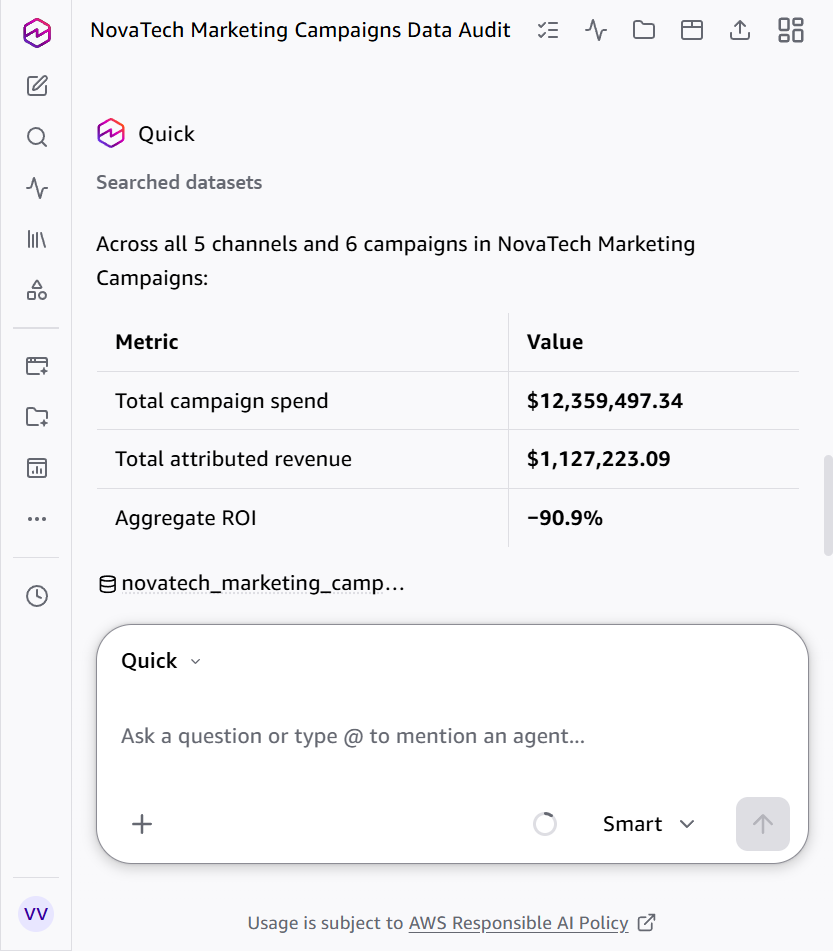 NovaTech Marketing Campaigns Data Audit
Quick
Searched datasets
Across all 5 channels and 6 campaigns in NovaTech Marketing
Campaigns:
Metric Value
Total campaign spend $12,359,497.34
Total attributed revenue $1,127,223.09
Aggregate ROI −90.9%
novatech_marketing_camp...
Quick
Ask a question or type @ to mention an agent...
Smart
VV
Usage is subject to AWS Responsible AI Policy